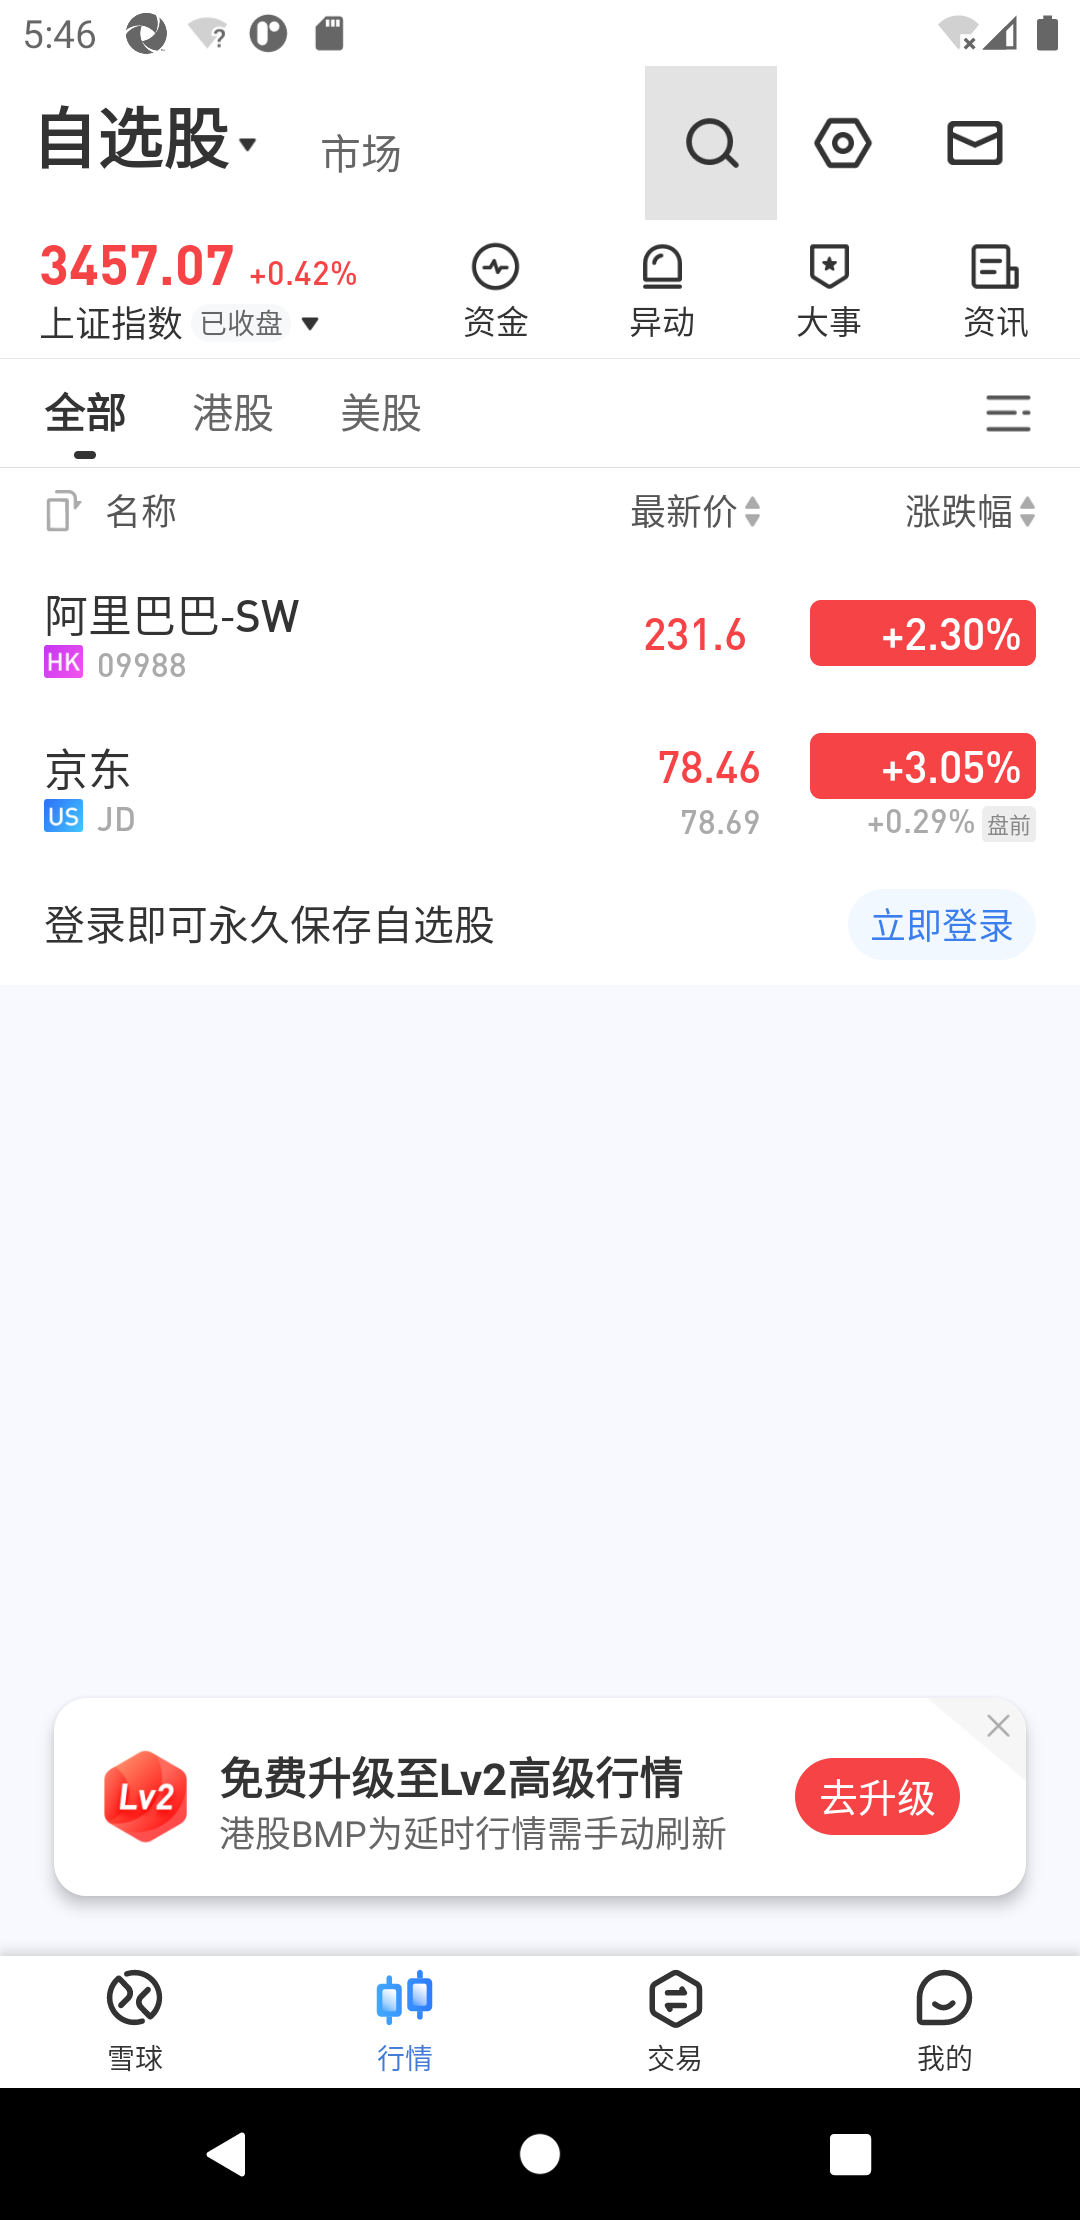 5:46
自选股
市场
3457.07 +0.42%
上证指数 已收盘
资金
异动
大事
资讯
全部
港股
美股
名称
最新价
涨跌幅
阿里巴巴-SW
231.6
+2.30%
HK 09988
京东
78.46
+3.05%
US JD
78.69
+0.29% 盘前
登录即可永久保存自选股
立即登录
Lv2
免费升级至Lv2高级行情
港股BMP为延时行情需手动刷新
去升级
雪球
行情
交易
我的